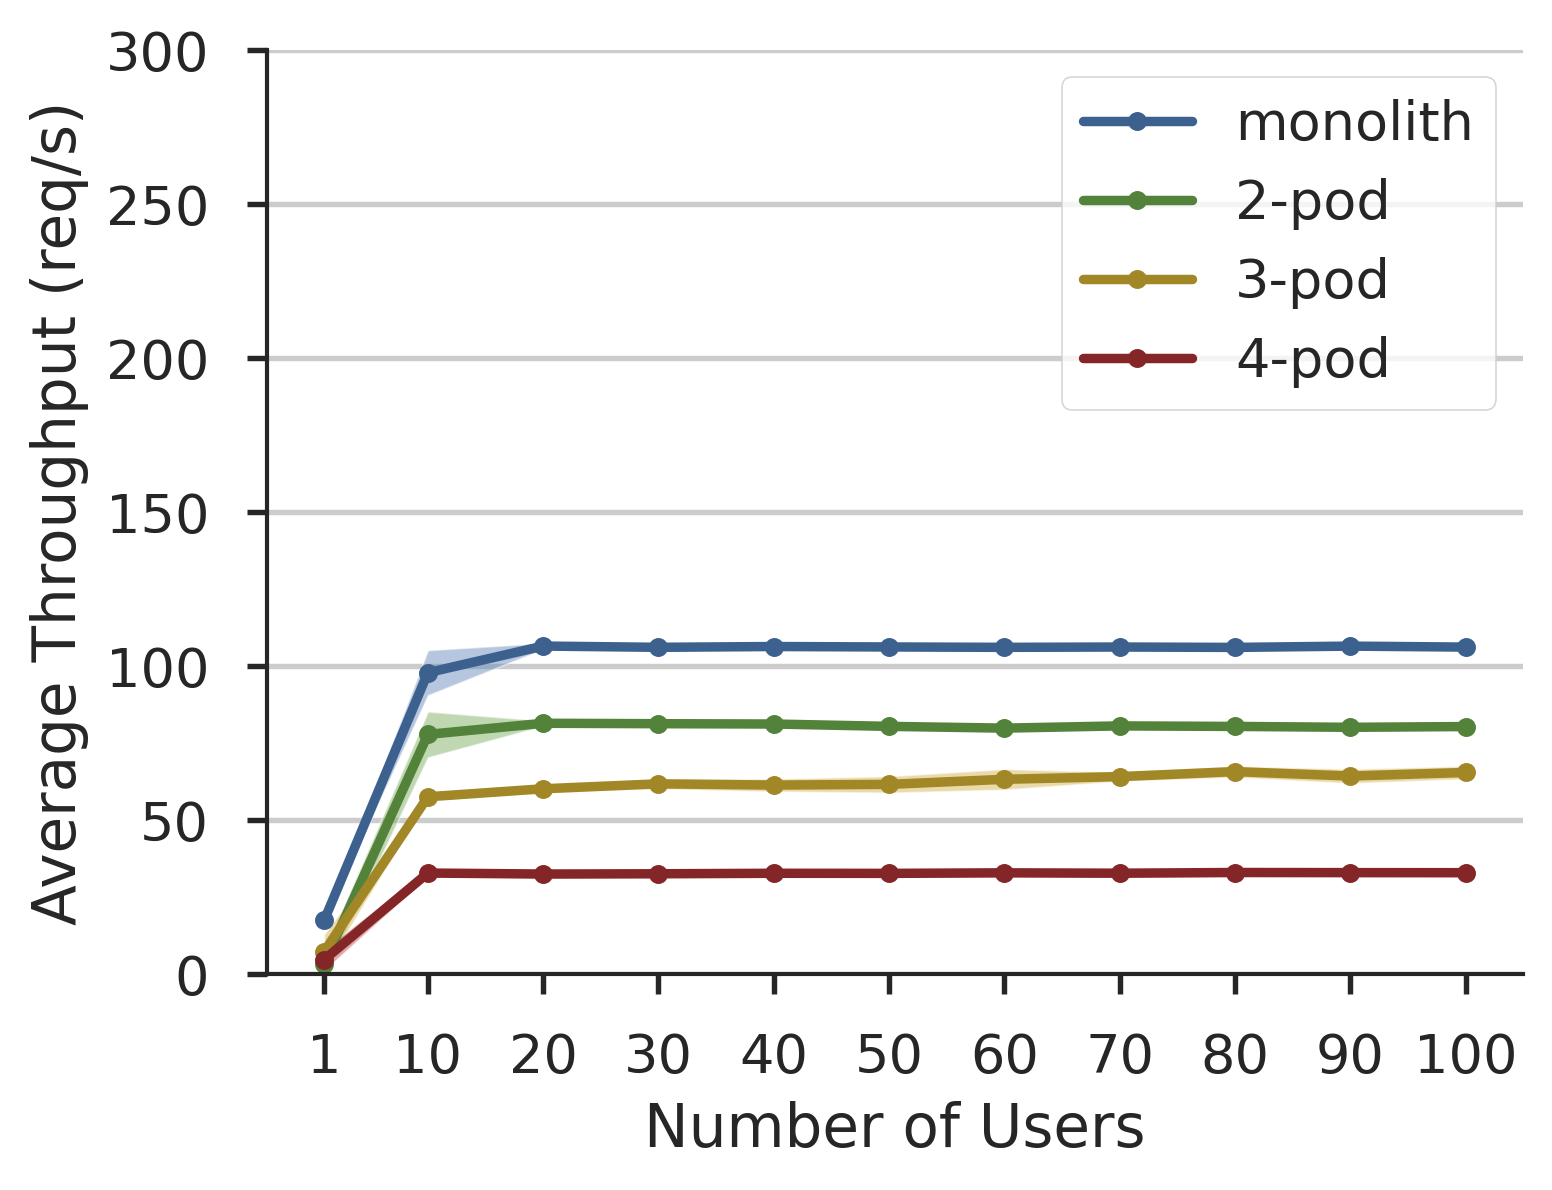 300
250
200
150
100
50
0
Average Throughput (req/s)
monolith
2-pod
3-pod
4-pod
1 10 20 30 40 50 60 70 80 90 100
Number of Users